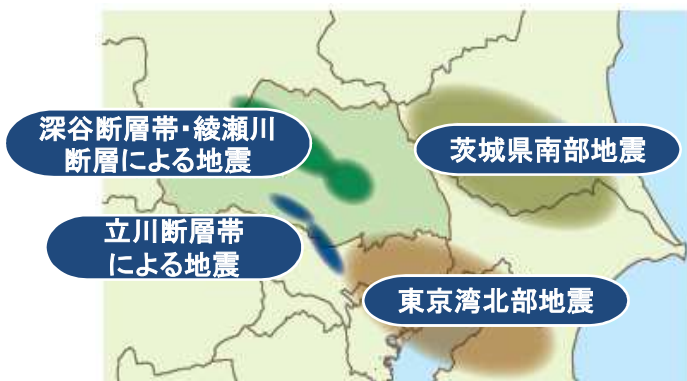 深谷断層帯・綾瀬川
断層による地震
茨城県南部地震
立川断層帯
による地震
東京湾北部地震